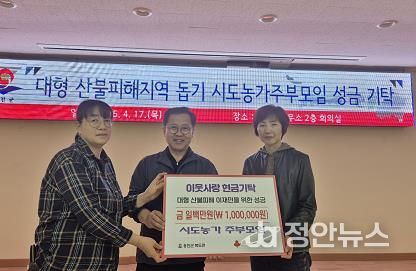 대형 산불피해지역 돕기 시도농가주부모임 성금 기탁
5. 4. 17.(목)
2층 회의실
이웃사랑 현금기탁
대형 산불피해 이재민을 위한 성금
금 일백만원(₩ 1,000,000원)
시도농가 주부모임
정안뉴스